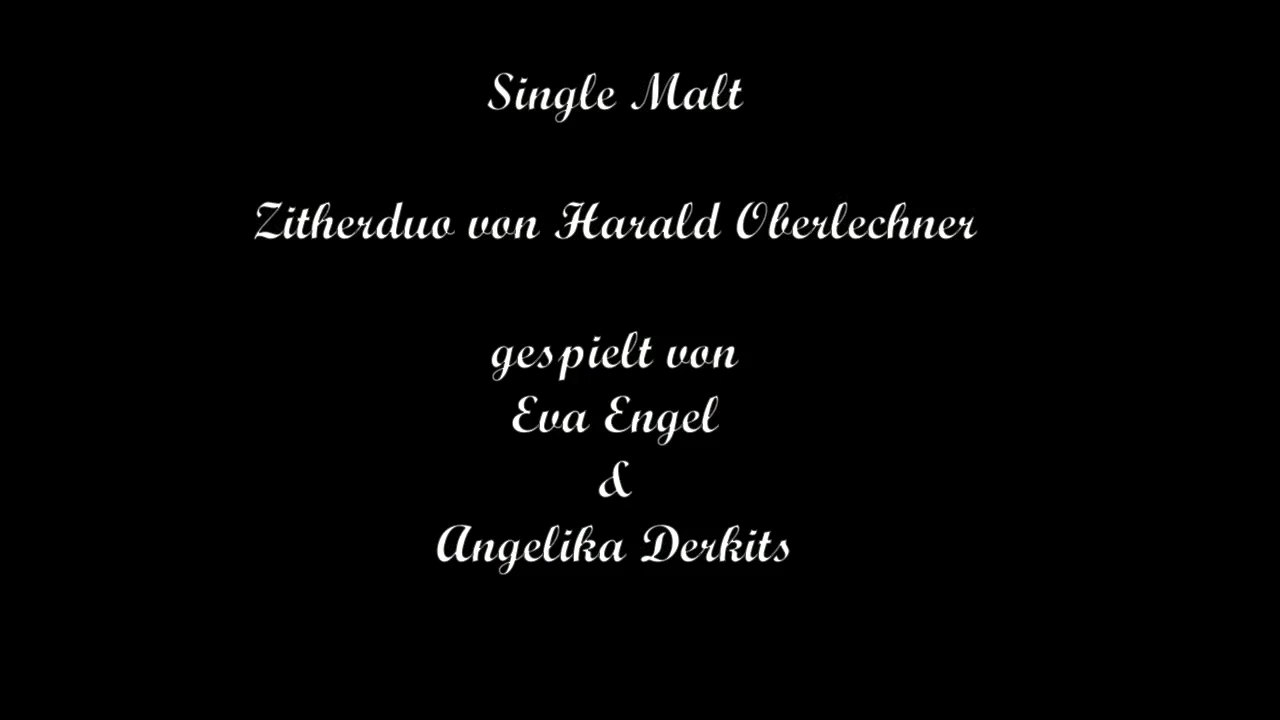 Single Malt
Zitherduo von Harald Oberlechner
gespielt von
Eva Engel
&
Angelika Derkits